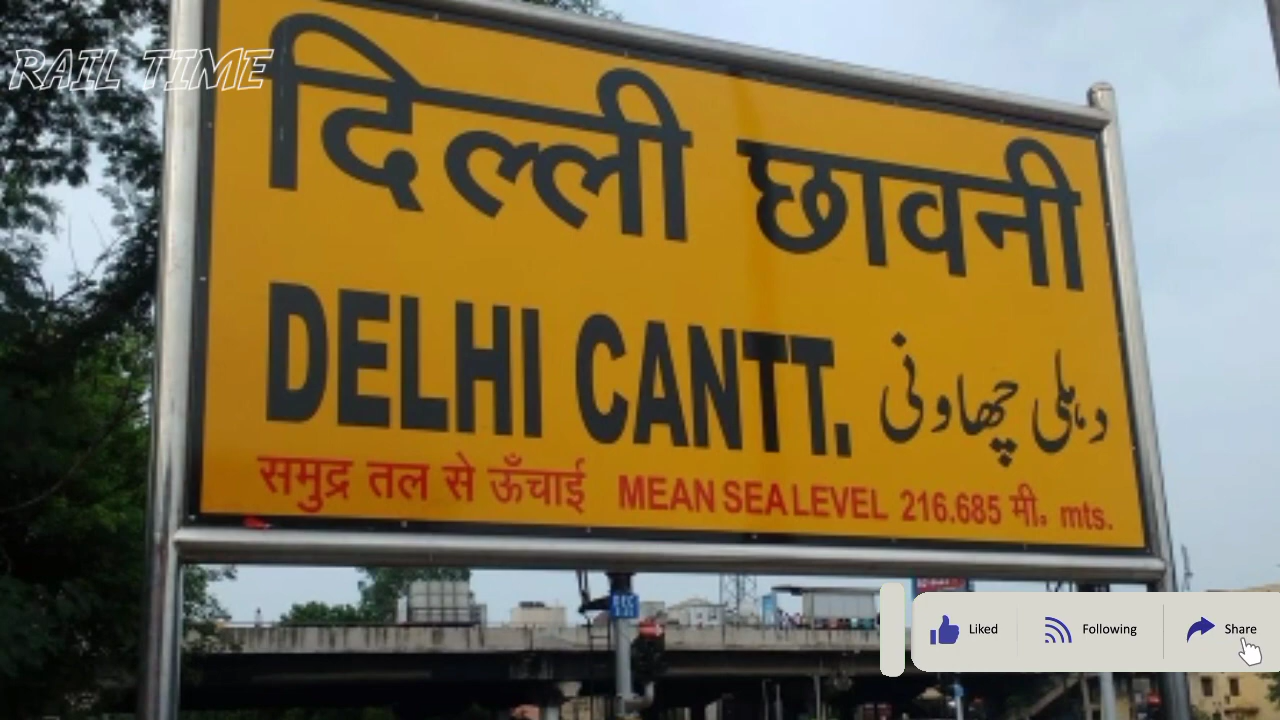 RAIL TIME
दिल्ली छावनी
DELHI CANTT. دہلی چھاونی
समुद्र तल से ऊँचाई MEAN SEA LEVEL 216.685 मी॰ mts.
Liked Following Share